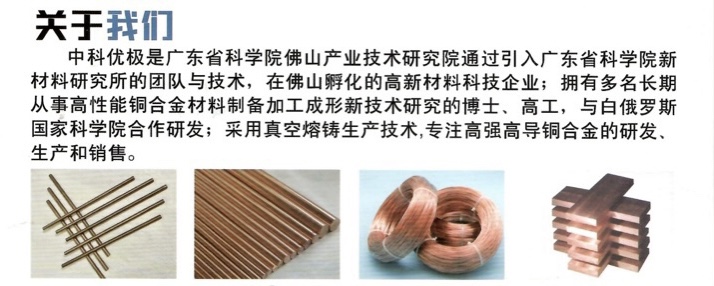 关于我们
中科优极是广东省科学院佛山产业技术研究院通过引入广东省科学院新
材料研究所的团队与技术，在佛山孵化的高新材料科技企业；拥有多名长期
从事高性能铜合金材料制备加工成形新技术研究的博士、高工，与白俄罗斯
国家科学院合作研发；采用真空熔铸生产技术,专注高强高导铜合金的研发、
生产和销售。